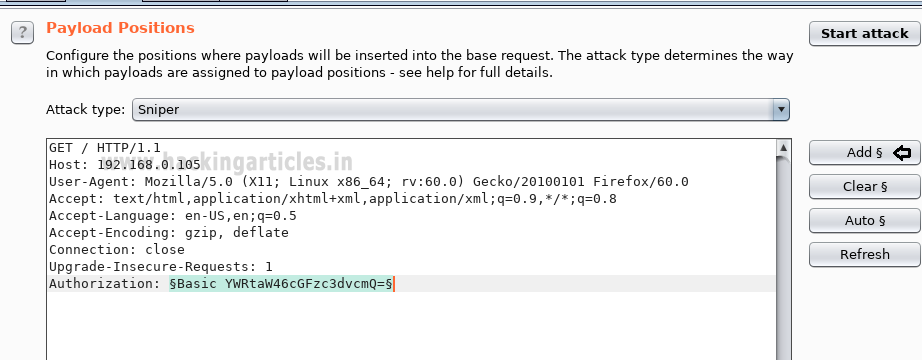 ?
Payload Positions
Start attack
Configure the positions where payloads will be inserted into the base request. The attack type determines the way
in which payloads are assigned to payload positions - see help for full details.
Attack type: Sniper
www.hackingarticles.in
GET / HTTP/1.1
Host: 192.168.0.105
User-Agent: Mozilla/5.0 (X11; Linux x86_64; rv:60.0) Gecko/20100101 Firefox/60.0
Accept: text/html,application/xhtml+xml,application/xml;q=0.9,*/*;q=0.8
Accept-Language: en-US,en;q=0.5
Accept-Encoding: gzip, deflate
Connection: close
Upgrade-Insecure-Requests: 1
Authorization: §Basic YWRtaW46cGFzc3dvcmQ=§
Add §
Clear §
Auto §
Refresh